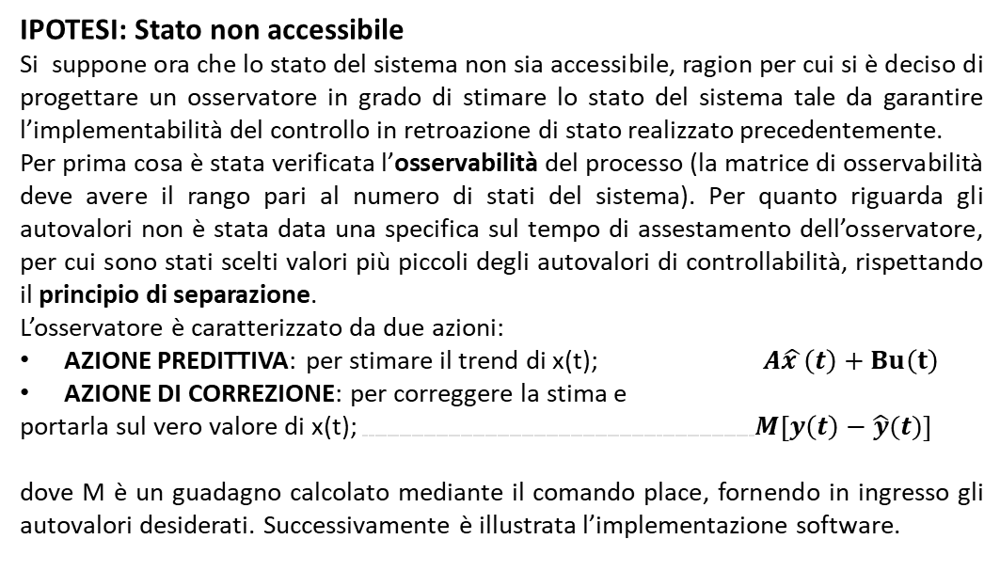 IPOTESI: Stato non accessibile
Si suppone ora che lo stato del sistema non sia accessibile, ragion per cui si è deciso di
progettare un osservatore in grado di stimare lo stato del sistema tale da garantire
l’implementabilità del controllo in retroazione di stato realizzato precedentemente.
Per prima cosa è stata verificata l’osservabilità del processo (la matrice di osservabilità
deve avere il rango pari al numero di stati del sistema). Per quanto riguarda gli
autovalori non è stata data una specifica sul tempo di assestamento dell’osservatore,
per cui sono stati scelti valori più piccoli degli autovalori di controllabilità, rispettando
il principio di separazione.
L’osservatore è caratterizzato da due azioni:
• AZIONE PREDITTIVA: per stimare il trend di x(t); Ax̂ (t) + Bu(t)
• AZIONE DI CORREZIONE: per correggere la stima e
portarla sul vero valore di x(t); M[y(t) − ŷ(t)]
dove M è un guadagno calcolato mediante il comando place, fornendo in ingresso gli
autovalori desiderati. Successivamente è illustrata l’implementazione software.